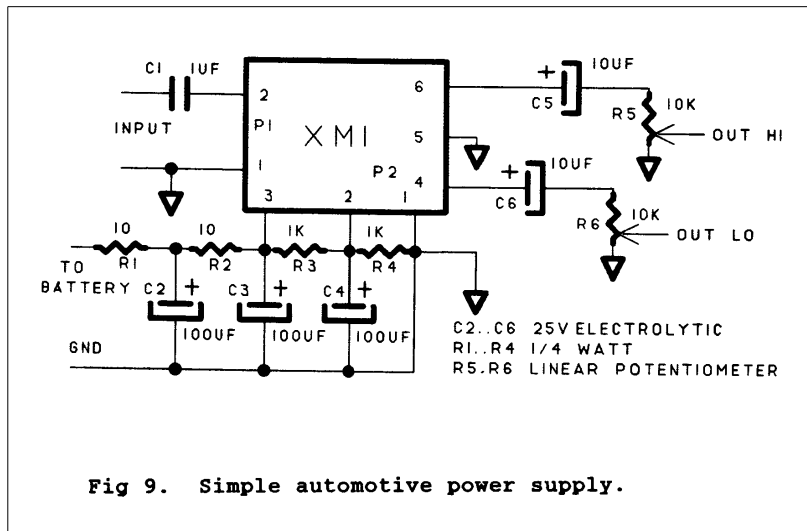 C1 1UF
INPUT
XM1
P1
P2
2
1
3
2
1
6
5
4
+
C5
10UF
R5
10K
OUT HI
+
C6
10UF
R6
10K
OUT LO
10
R1
10
R2
1K
R3
1K
R4
TO
BATTERY
C2 +
100UF
C3 +
100UF
C4 +
100UF
GND
C2..C6 25V ELECTROLYTIC
R1..R4 1/4 WATT
R5.R6 LINEAR POTENTIOMETER
Fig 9. Simple automotive power supply.